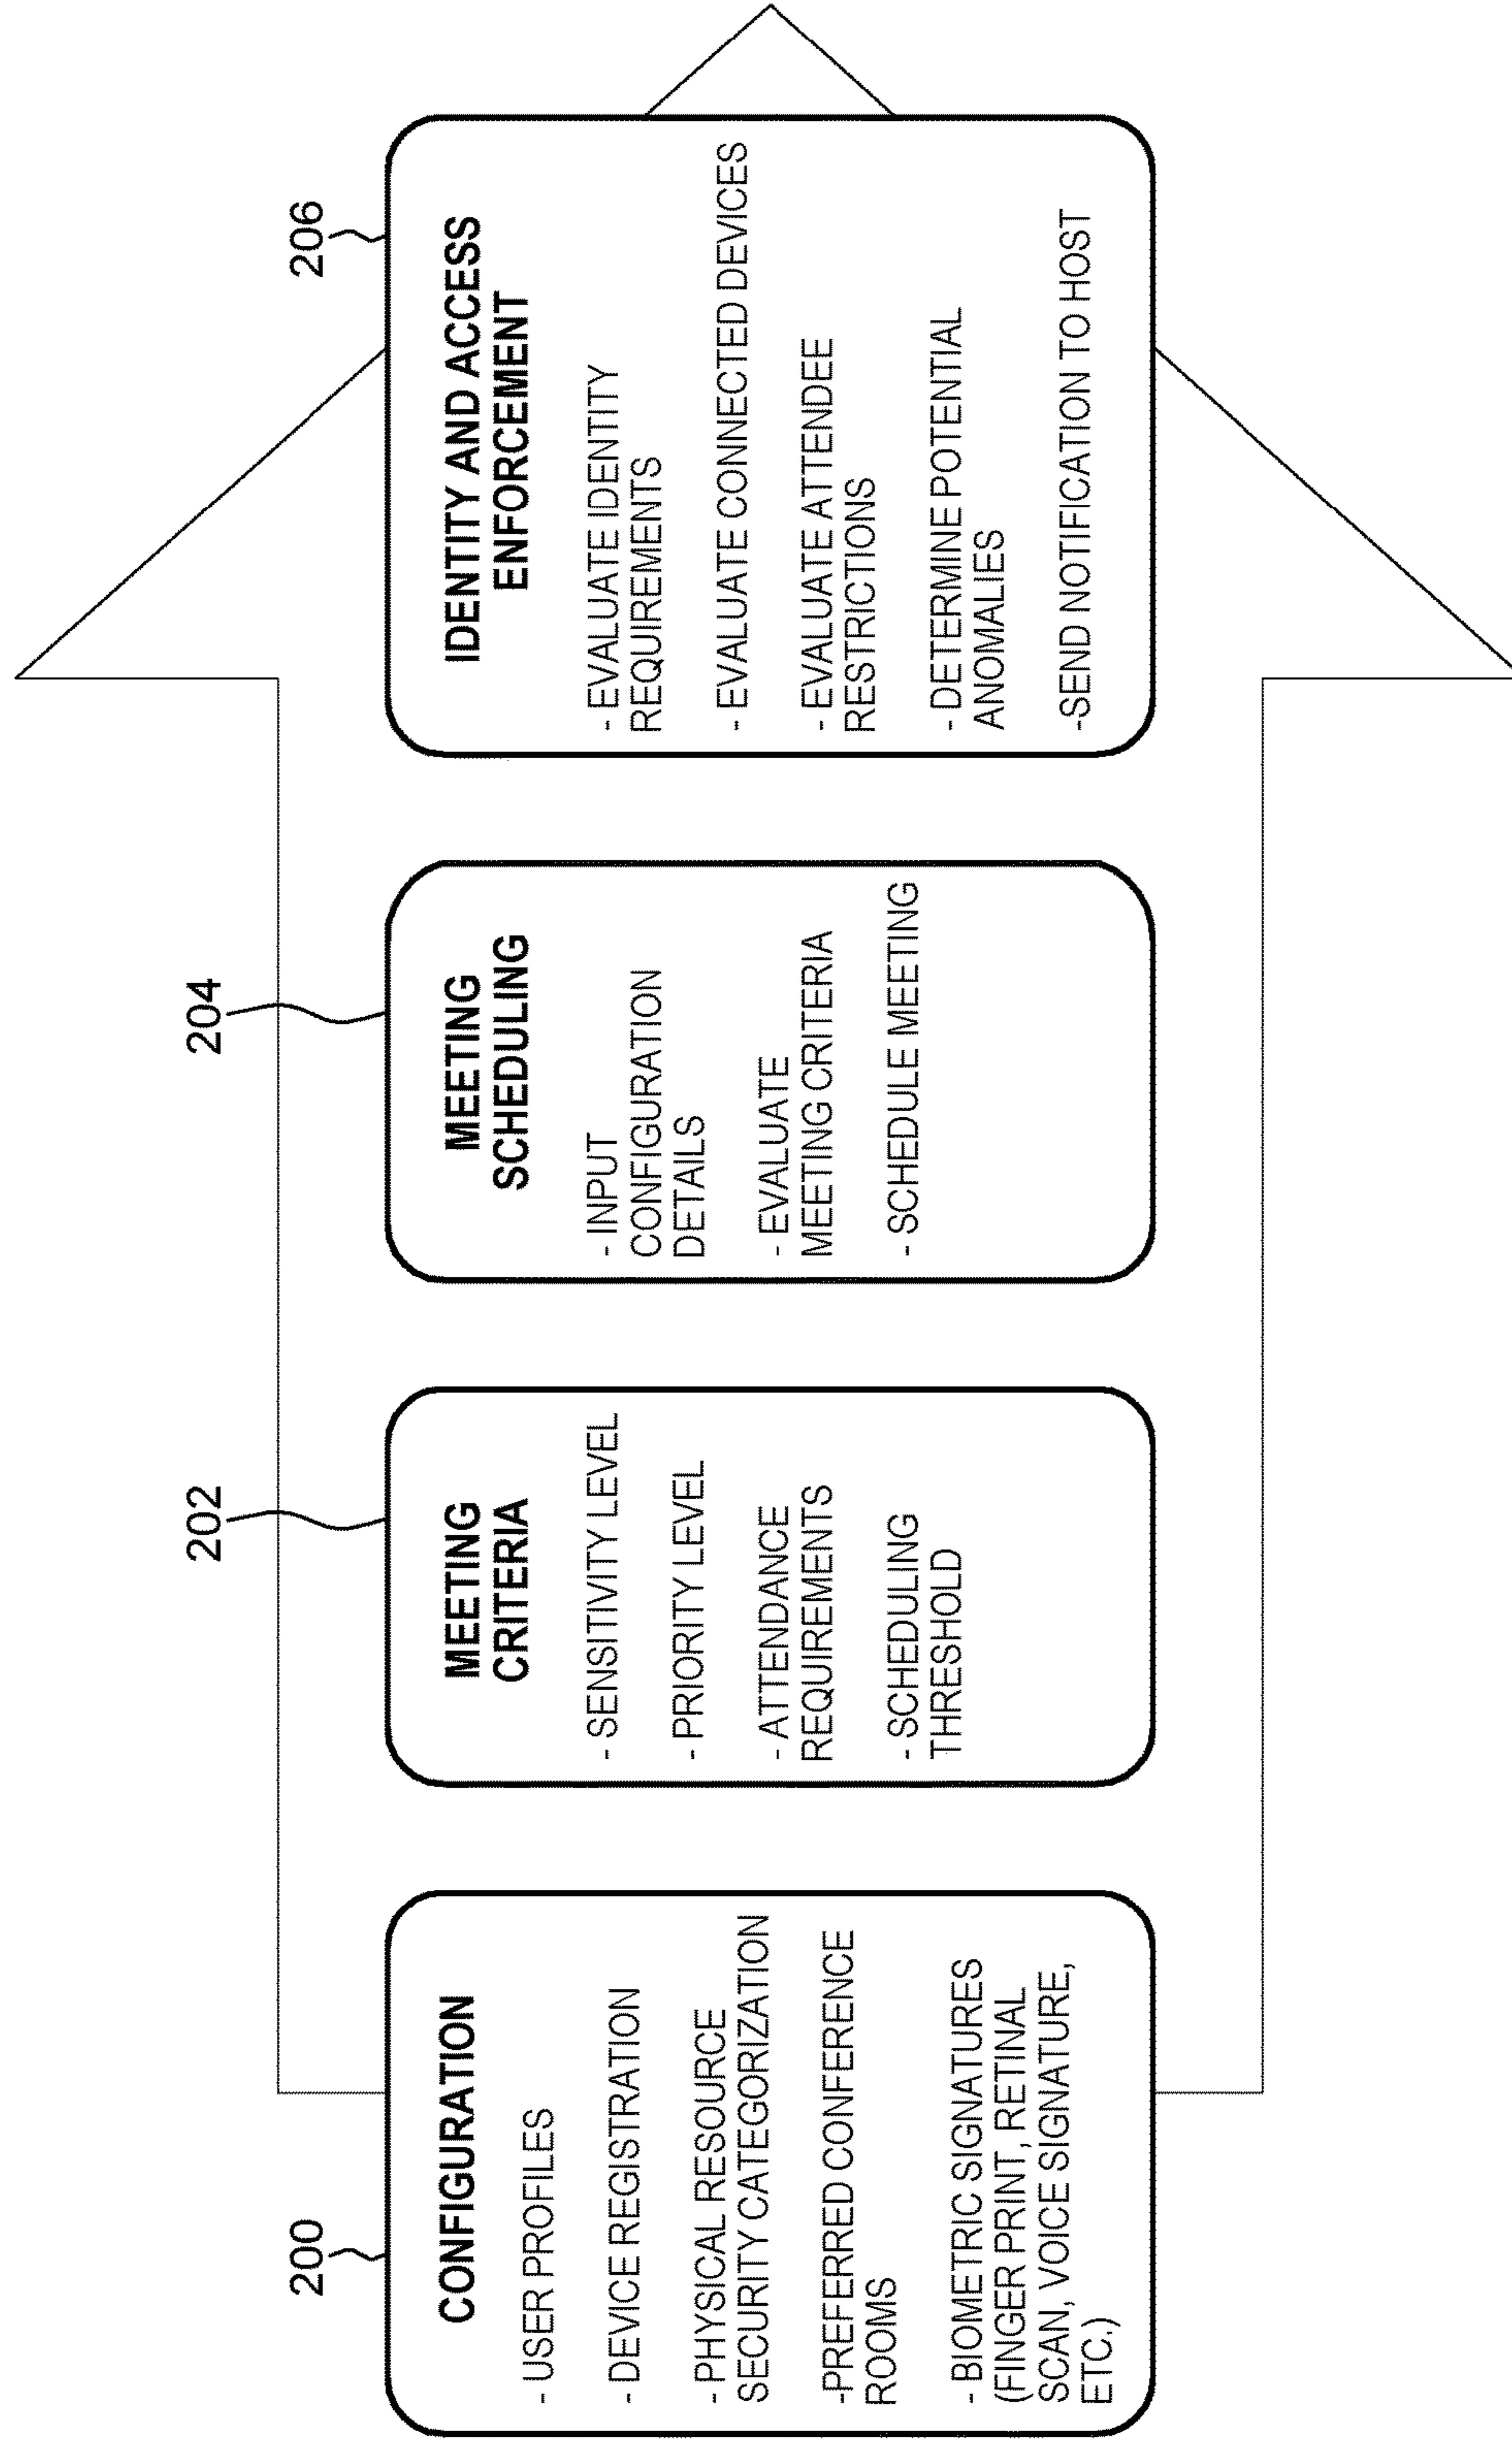 200
CONFIGURATION
- USER PROFILES
- DEVICE REGISTRATION
- PHYSICAL RESOURCE
SECURITY CATEGORIZATION
-PREFERRED CONFERENCE
ROOMS
- BIOMETRIC SIGNATURES
(FINGER PRINT, RETINAL
SCAN, VOICE SIGNATURE,
ETC.)
202
MEETING
CRITERIA
- SENSITIVITY LEVEL
- PRIORITY LEVEL
- ATTENDANCE
REQUIREMENTS
- SCHEDULING
THRESHOLD
204
MEETING
SCHEDULING
- INPUT
CONFIGURATION
DETAILS
- EVALUATE
MEETING CRITERIA
- SCHEDULE MEETING
206
IDENTITY AND ACCESS
ENFORCEMENT
- EVALUATE IDENTITY
REQUIREMENTS
- EVALUATE CONNECTED DEVICES
- EVALUATE ATTENDEE
RESTRICTIONS
- DETERMINE POTENTIAL
ANOMALIES
-SEND NOTIFICATION TO HOST